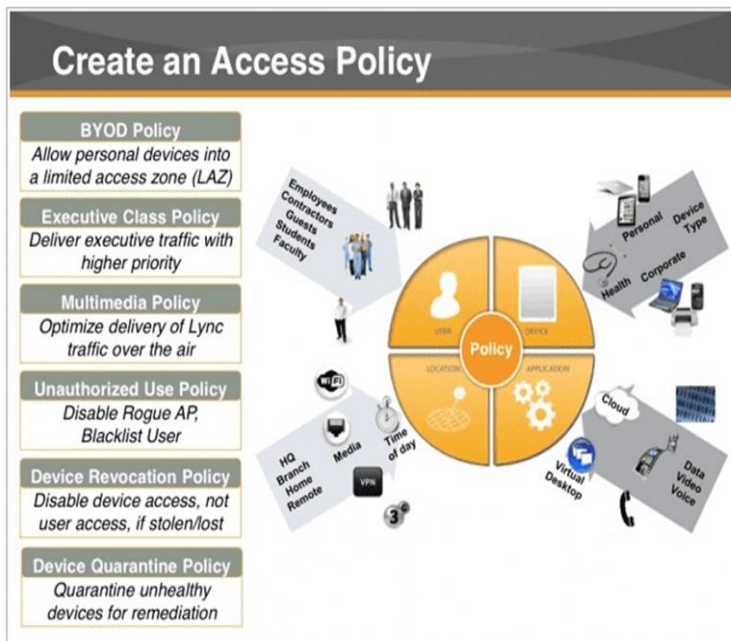 Create an Access Policy
BYOD Policy
Allow personal devices into
a limited access zone (LAZ)
Executive Class Policy
Deliver executive traffic with
higher priority
Multimedia Policy
Optimize delivery of Lync
traffic over the air
Unauthorized Use Policy
Disable Rogue AP,
Blacklist User
Device Revocation Policy
Disable device access, not
user access, if stolen/lost
Device Quarantine Policy
Quarantine unhealthy
devices for remediation
Employees
Contractors
Guests
Students
Faculty
Personal
Device
Type
Health
Corporate
USER
DEVICE
Policy
LOCATION
APPLICATION
WiFi
HQ
Branch
Home
Remote
Media
Time
of day
VPN
3G
Cloud
Virtual
Desktop
Data
Video
Voice